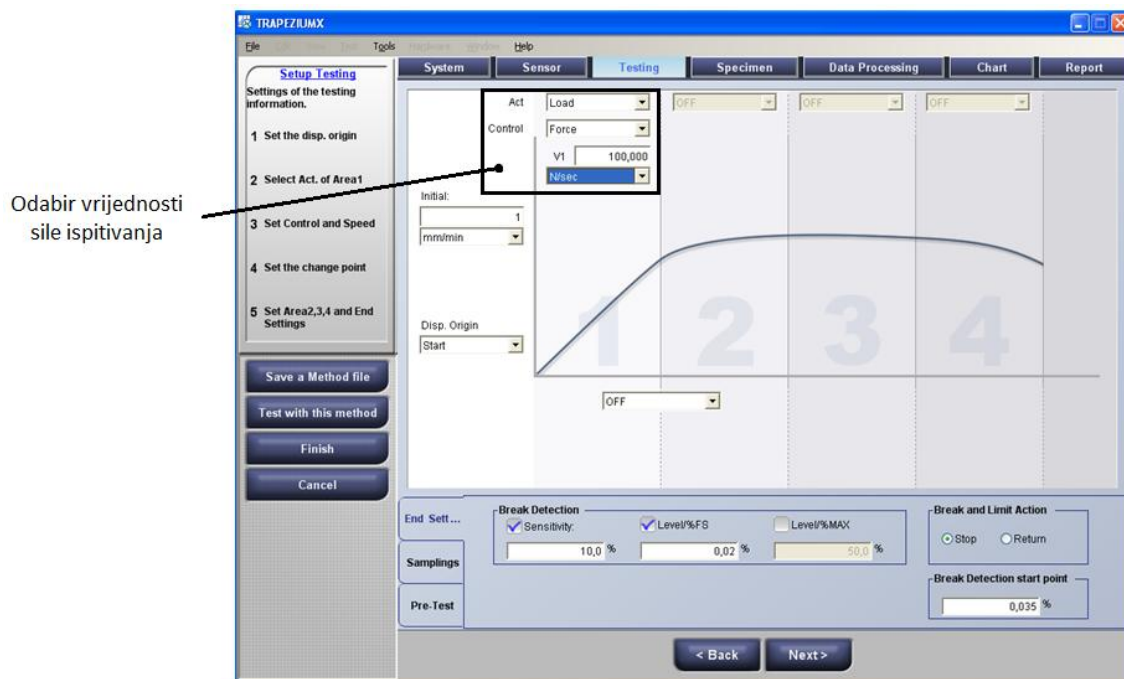 Odabir vrijednosti
sile ispitivanja
TRAPEZIUMX
File Edit View Test Tools Hardware Window Help
Setup Testing
Settings of the testing
information.
1 Set the disp. origin
2 Select Act. of Area1
3 Set Control and Speed
4 Set the change point
5 Set Area2,3,4 and End
Settings
Save a Method file
Test with this method
Finish
Cancel
System Sensor Testing Specimen Data Processing Chart Report
Act Load OFF OFF OFF
Control Force
V1 100,000
N/sec
Initial:
1
mm/min
Disp. Origin
Start
1 2 3 4
OFF
End Sett...
Samplings
Pre-Test
Break Detection
Sensitivity: Level/%FS Level/%MAX
10,0 % 0,02 % 50,0 %
Break and Limit Action
Stop Return
Break Detection start point
0,035 %
< Back Next >